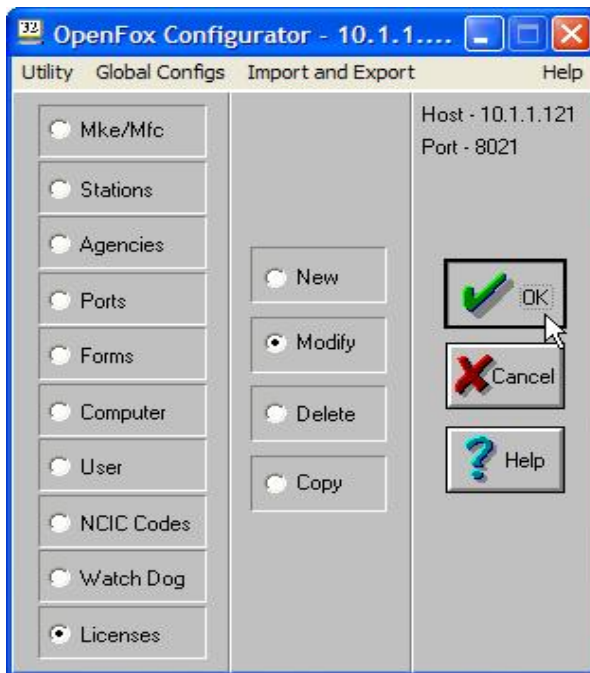 OpenFox Configurator - 10.1.1....
Utility Global Configs Import and Export Help
Mke/Mfc
Stations
Agencies
Ports
Forms
Computer
User
NCIC Codes
Watch Dog
Licenses
New
Modify
Delete
Copy
Host - 10.1.1.121
Port - 8021
OK
Cancel
Help